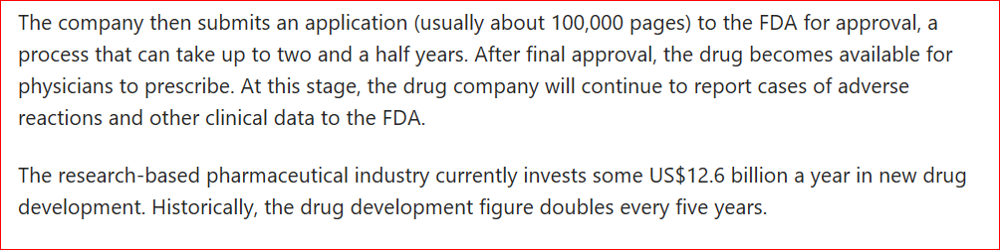 The company then submits an application (usually about 100,000 pages) to the FDA for approval, a
process that can take up to two and a half years. After final approval, the drug becomes available for
physicians to prescribe. At this stage, the drug company will continue to report cases of adverse
reactions and other clinical data to the FDA.
The research-based pharmaceutical industry currently invests some US$12.6 billion a year in new drug
development. Historically, the drug development figure doubles every five years.